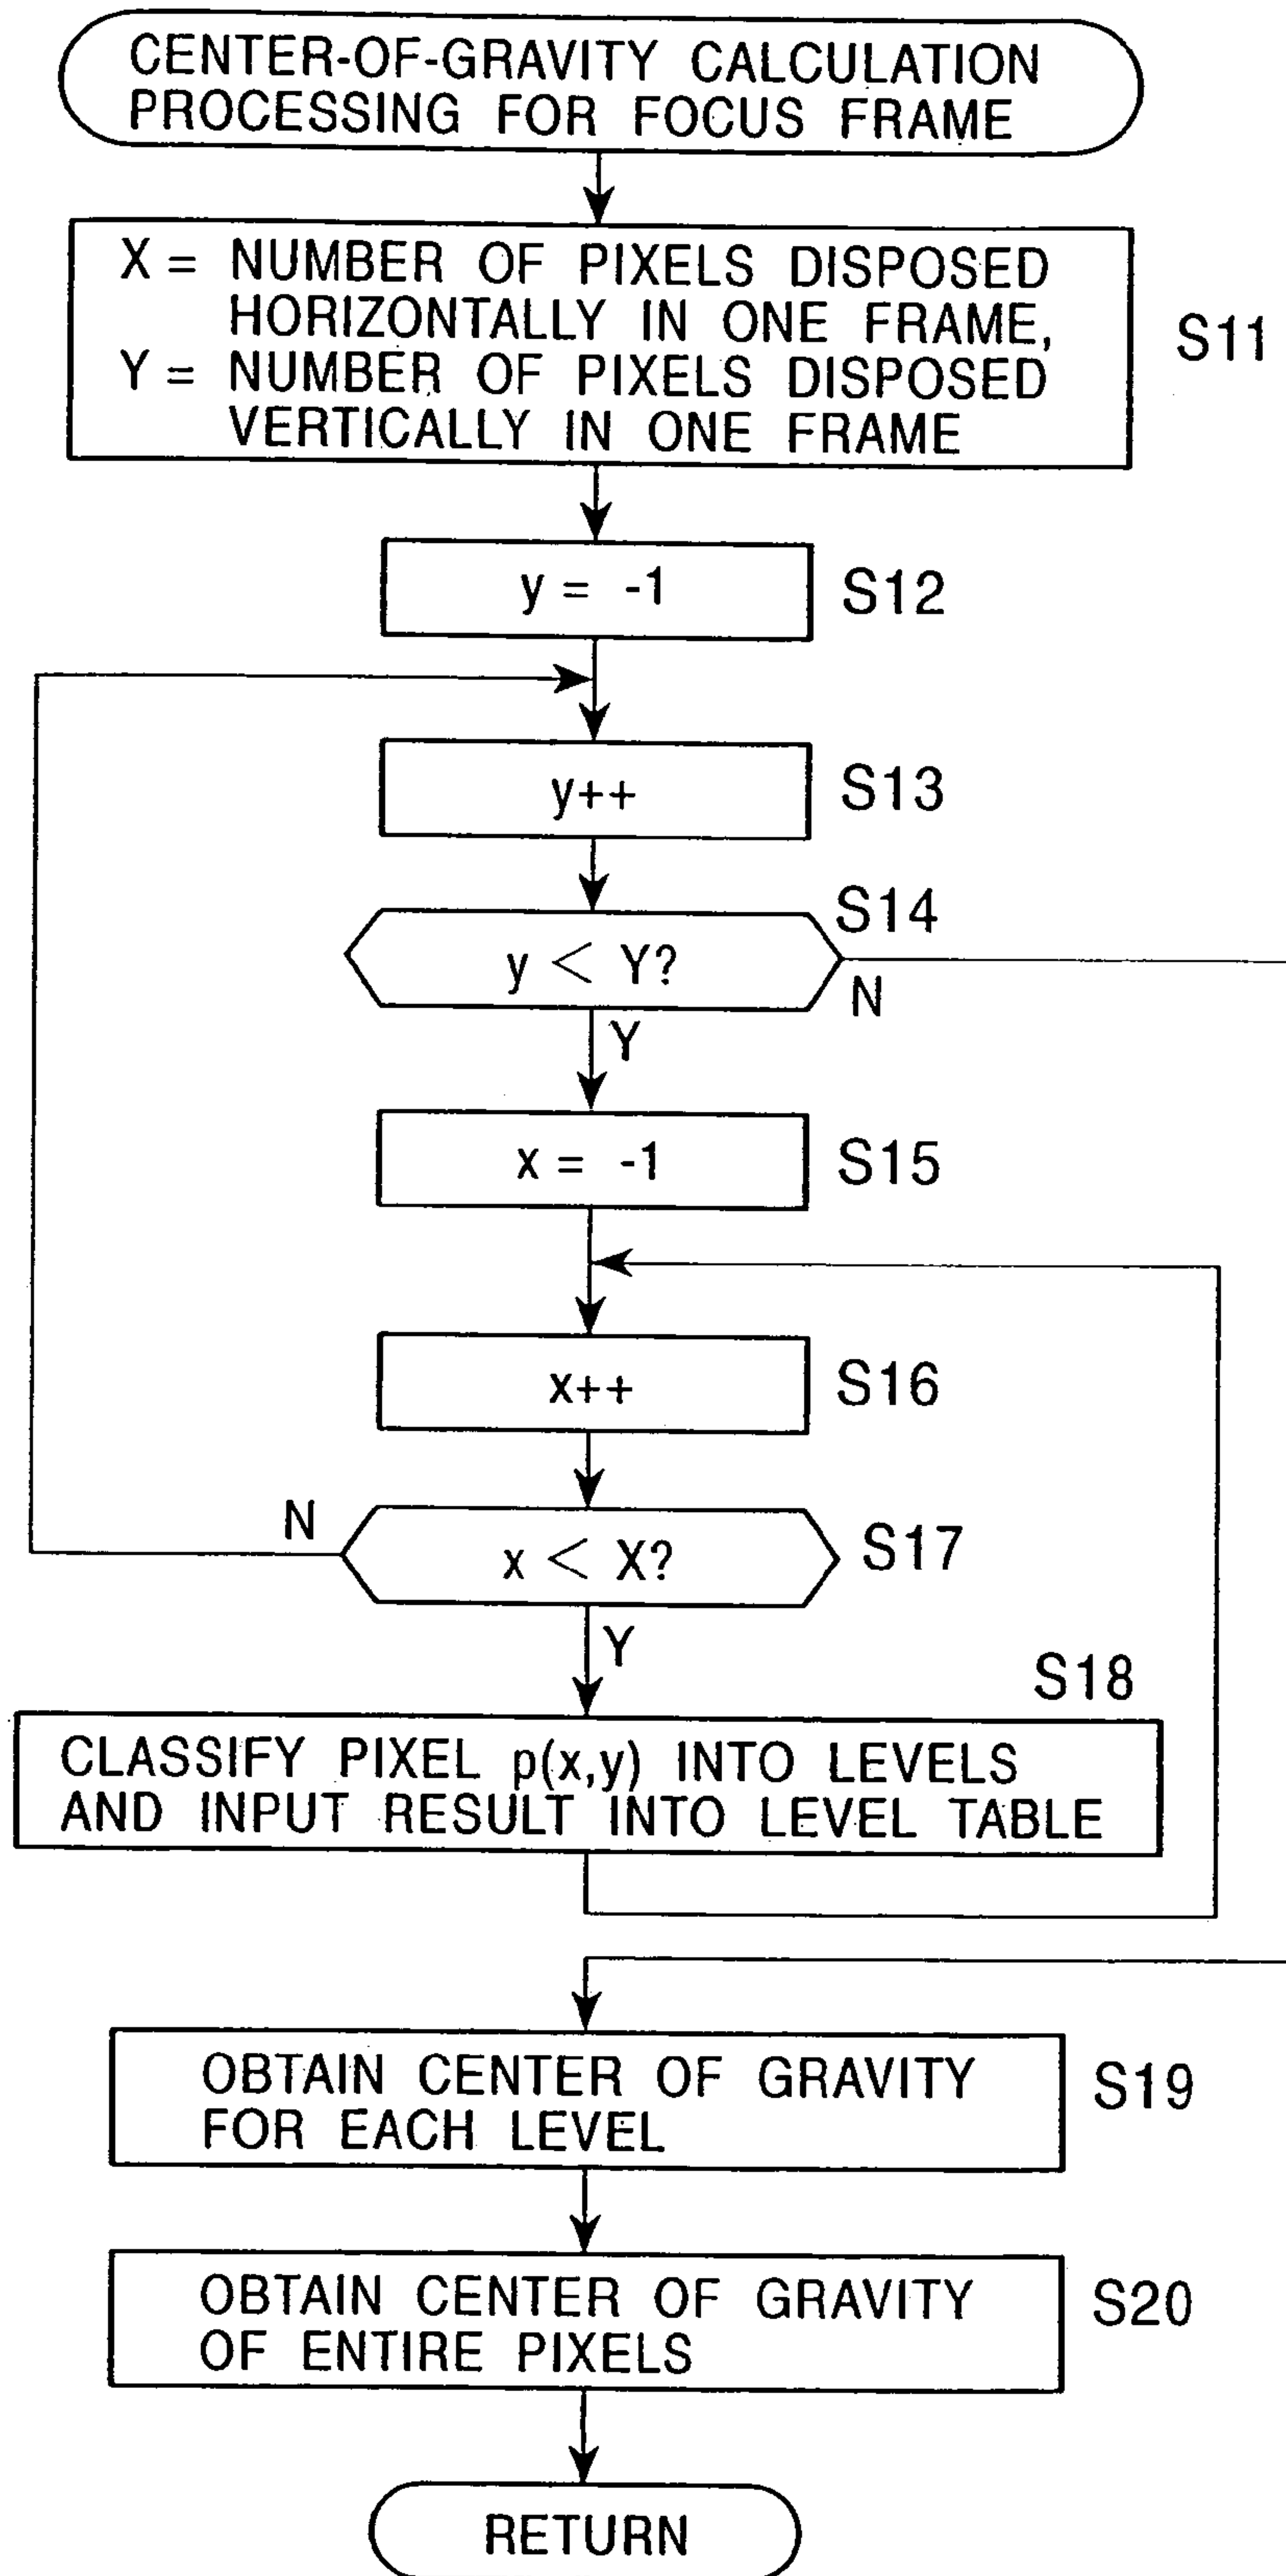 CENTER-OF-GRAVITY CALCULATION
PROCESSING FOR FOCUS FRAME
X = NUMBER OF PIXELS DISPOSED
HORIZONTALLY IN ONE FRAME,
Y = NUMBER OF PIXELS DISPOSED
VERTICALLY IN ONE FRAME
S11
y = -1
S12
y++
S13
S14
y < Y?
N
Y
x = -1
S15
x++
S16
N
x < X?
S17
Y
S18
CLASSIFY PIXEL p(x,y) INTO LEVELS
AND INPUT RESULT INTO LEVEL TABLE
OBTAIN CENTER OF GRAVITY
FOR EACH LEVEL
S19
OBTAIN CENTER OF GRAVITY
OF ENTIRE PIXELS
S20
RETURN